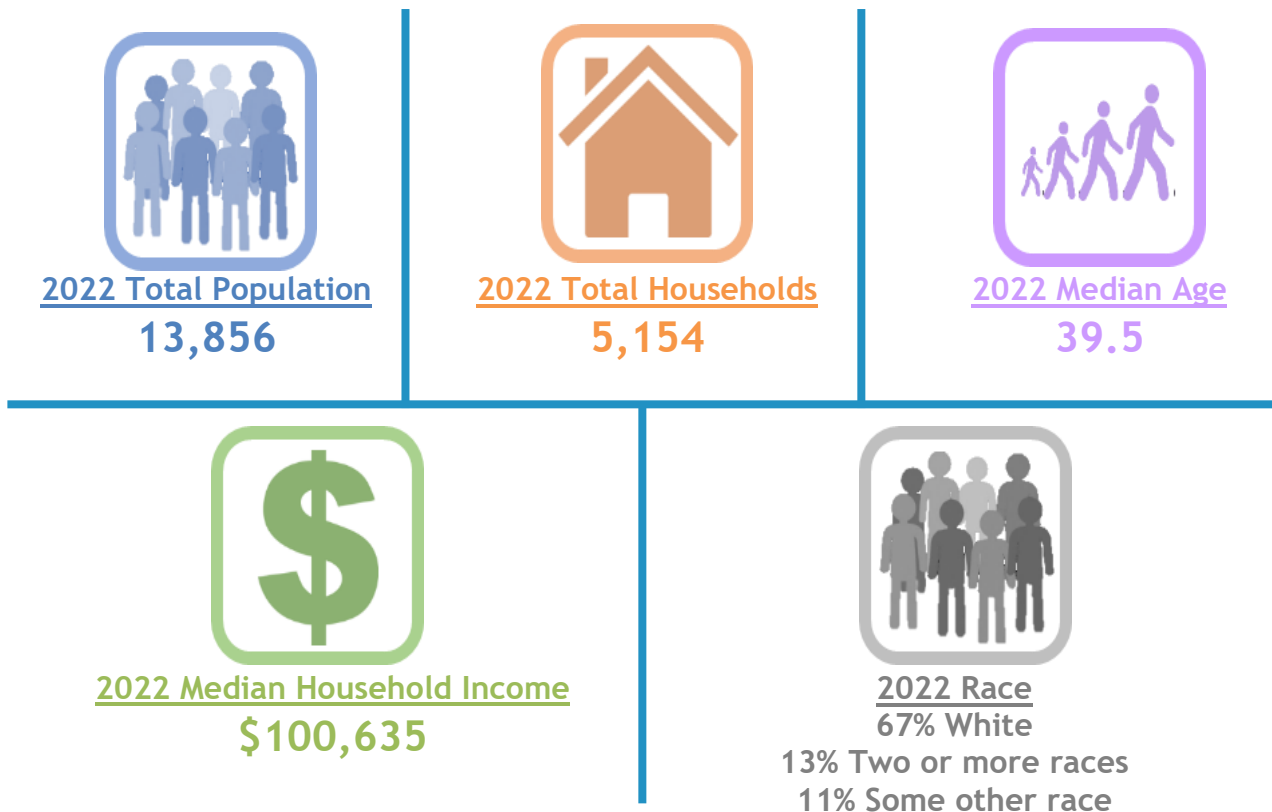 2022 Total Population
13,856
2022 Total Households
5,154
2022 Median Age
39.5
2022 Median Household Income
$100,635
2022 Race
67% White
13% Two or more races
11% Some other race